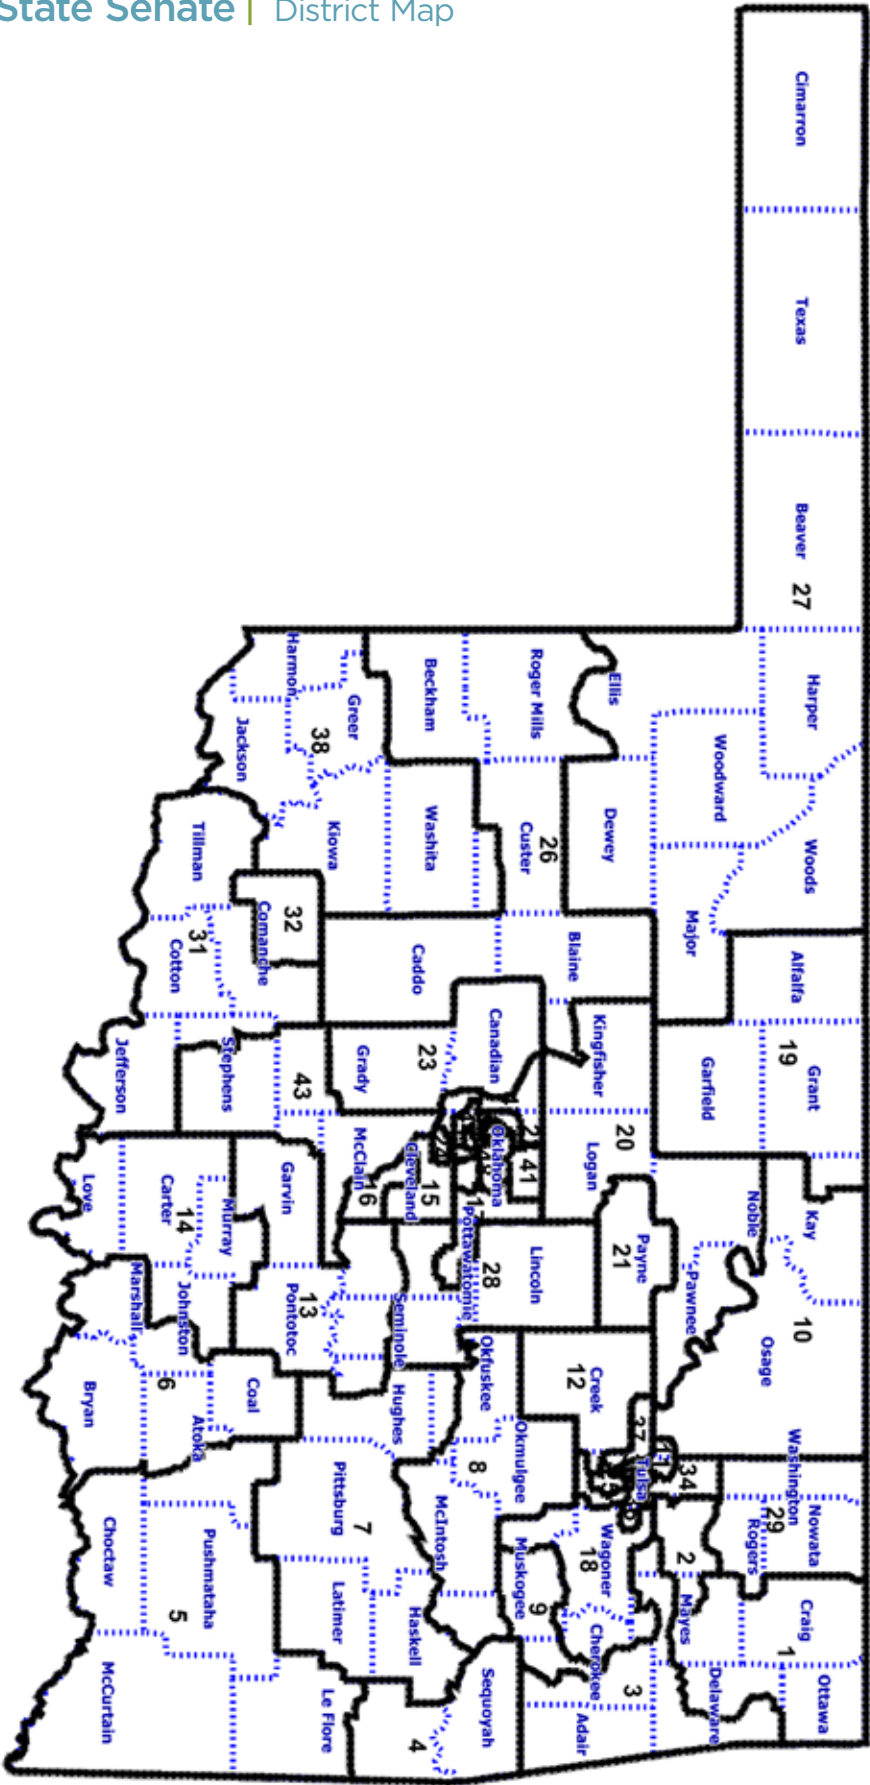 State Senate | District Map
Cimarron
Texas
Beaver
27
Harper
Woodward
Woods
Ellis
Roger Mills
Beckham
Harmon
Greer
38
Jackson
Dewey
Major
Custer
26
Washita
Kiowa
Tillman
Alfalfa
Blaine
Caddo
32
Comanche
31
Cotton
Grant
19
Garfield
Kingfisher
20
Logan
Canadian
23
Grady
43
Stephens
Jefferson
Oklahoma
41
McClain
Cleveland
15
16
Garvin
Murray
Carter
14
Love
Kay
Noble
10
Osage
Pawnee
Payne
21
Lincoln
28
Pottawatomie
17
Seminole
Pontotoc
13
Johnston
Marshall
Creek
12
Okfuskee
Hughes
Coal
Atoka
6
Bryan
Washington
Nowata
29
Rogers
34
11
Tulsa
37
2
Okmulgee
8
McIntosh
Pittsburg
7
Pushmataha
5
Choctaw
Craig
1
Ottawa
Mayes
Delaware
Wagoner
18
Muskogee
9
Cherokee
3
Adair
Haskell
Latimer
Sequoyah
4
Le Flore
McCurtain